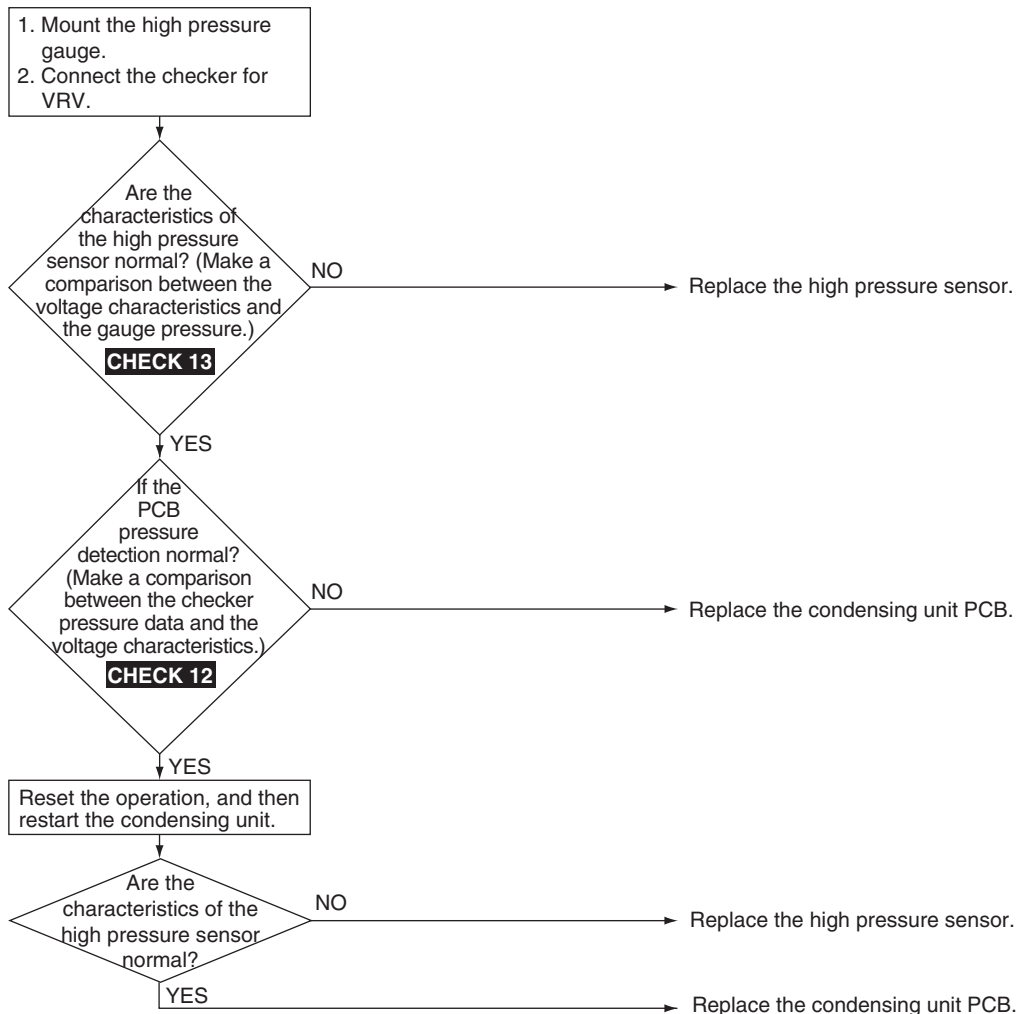 1. Mount the high pressure
gauge.
2. Connect the checker for
VRV.
Are the
characteristics of
the high pressure
sensor normal? (Make a
comparison between the
voltage characteristics and
the gauge pressure.)
CHECK 13
NO
Replace the high pressure sensor.
YES
If the
PCB
pressure
detection normal?
(Make a comparison
between the checker
pressure data and the
voltage characteristics.)
CHECK 12
NO
Replace the condensing unit PCB.
YES
Reset the operation, and then
restart the condensing unit.
Are the
characteristics of the
high pressure sensor
normal?
NO
Replace the high pressure sensor.
YES
Replace the condensing unit PCB.